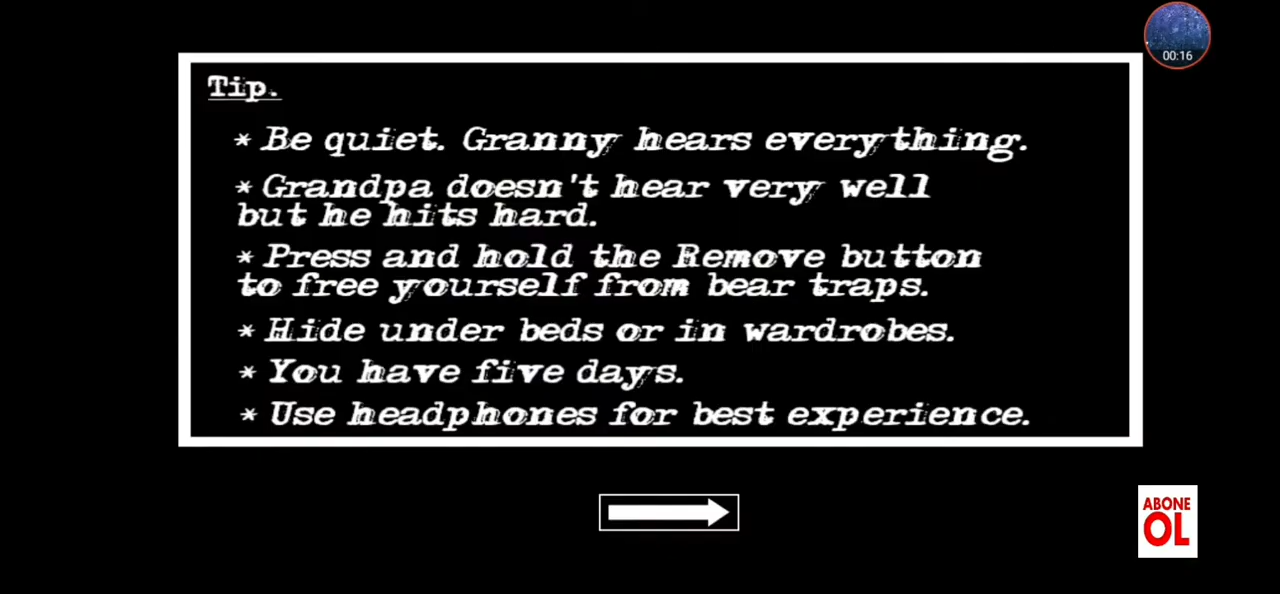 00:16
Tip.
* Be quiet. Granny hears everything.
* Grandpa doesn't hear very well
but he hits hard.
* Press and hold the Remove button
to free yourself from bear traps.
* Hide under beds or in wardrobes.
* You have five days.
* Use headphones for best experience.
ABONE
OL